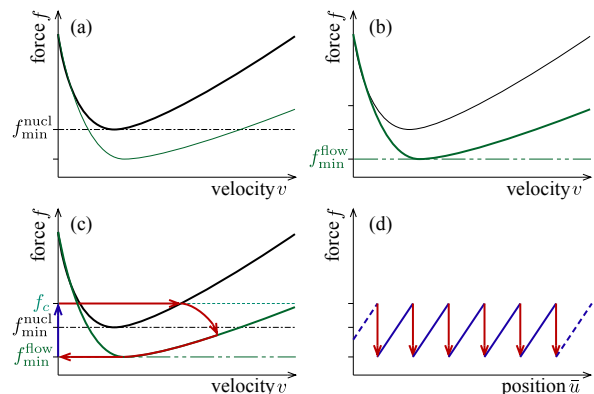 (a)
force f
f_min^nucl
velocity v
(b)
force f
f_min^flow
velocity v
(c)
force f
f_c
f_min^nucl
f_min^flow
velocity v
(d)
force f
position ū